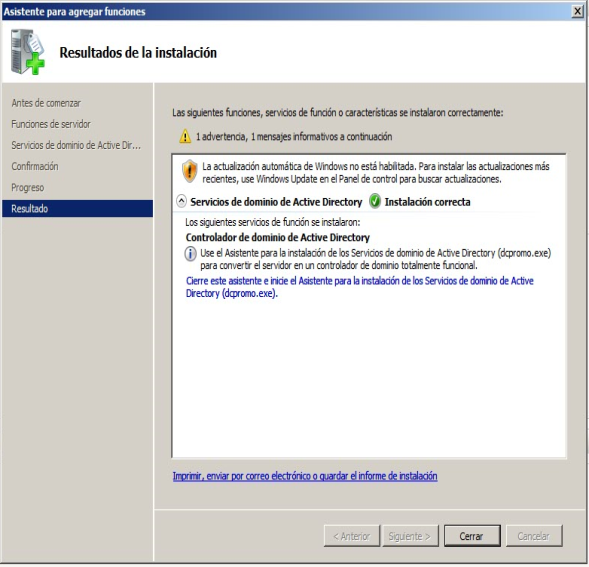 Asistente para agregar funciones
Resultados de la instalación
Antes de comenzar
Funciones de servidor
Servicios de dominio de Active Dir...
Confirmación
Progreso
Resultado
Las siguientes funciones, servicios de función o características se instalaron correctamente:
1 advertencia, 1 mensajes informativos a continuación
La actualización automática de Windows no está habilitada. Para instalar las actualizaciones más
recientes, use Windows Update en el Panel de control para buscar actualizaciones.
Servicios de dominio de Active Directory Instalación correcta
Los siguientes servicios de función se instalaron:
Controlador de dominio de Active Directory
Use el Asistente para la instalación de los Servicios de dominio de Active Directory (dcpromo.exe)
para convertir el servidor en un controlador de dominio totalmente funcional.
Cierre este asistente e inicie el Asistente para la instalación de los Servicios de dominio de Active
Directory (dcpromo.exe).
Imprimir, enviar por correo electrónico o guardar el informe de instalación
< Anterior Siguiente > Cerrar Cancelar